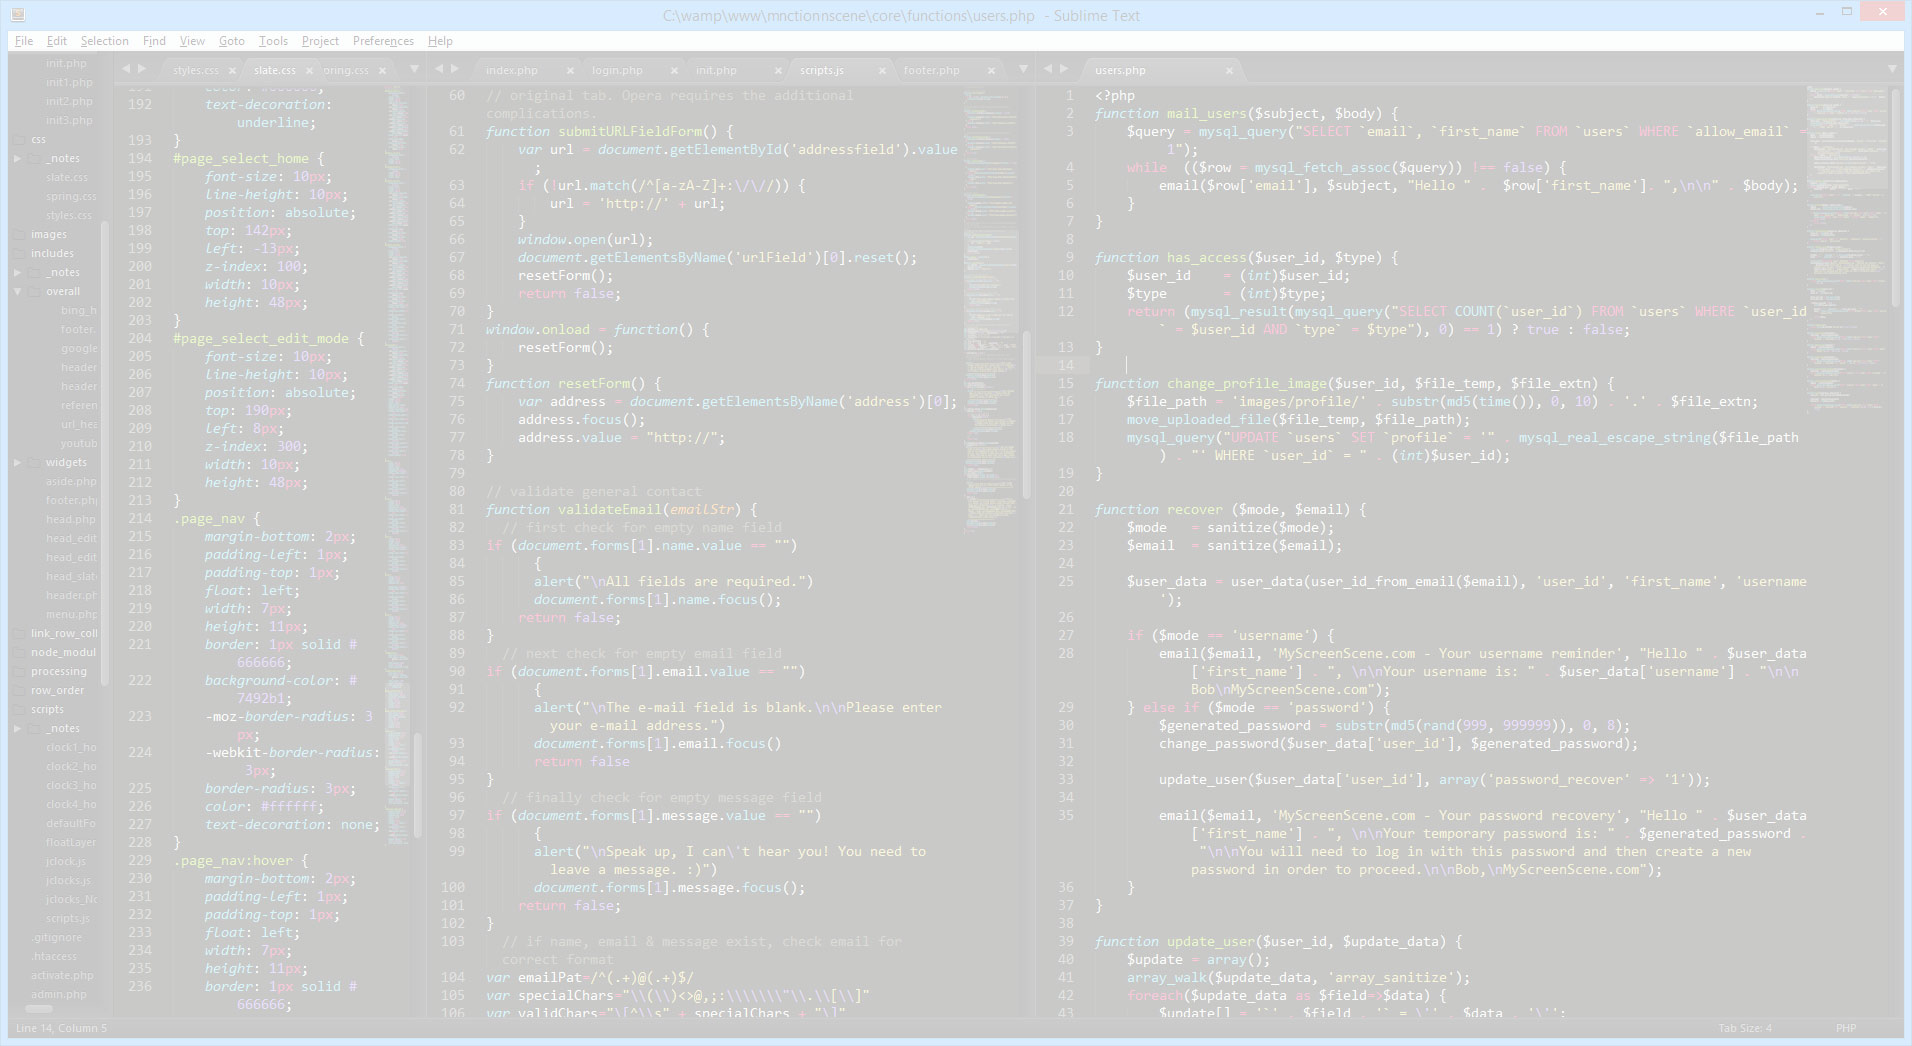 C:\wamp\www\mnctionnscene\core\functions\users.php - Sublime Text
File Edit Selection Find View Goto Tools Project Preferences Help
init.php
init1.php
init2.php
init3.php
css
_notes
slate.css
spring.css
styles.css
images
includes
_notes
overall
bing_h
footer.
google
header
header
referen
url_hea
youtub
widgets
aside.php
footer.php
head.php
head_edit
head_edit
head_slat
header.ph
menu.php
link_row_coll
node_modul
processing
row_order
scripts
_notes
clock1_ho
clock2_ho
clock3_ho
clock4_ho
defaultFo
floatLayer
jclock.js
jclocks.js
jclocks_No
scripts.js
.gitignore
.htaccess
activate.php
admin.php
styles.css slate.css pring.css
192 text-decoration:
underline;
193 }
194 #page_select_home {
195 font-size: 10px;
196 line-height: 10px;
197 position: absolute;
198 top: 142px;
199 left: -13px;
200 z-index: 100;
201 width: 10px;
202 height: 48px;
203 }
204 #page_select_edit_mode {
205 font-size: 10px;
206 line-height: 10px;
207 position: absolute;
208 top: 190px;
209 left: 8px;
210 z-index: 300;
211 width: 10px;
212 height: 48px;
213 }
214 .page_nav {
215 margin-bottom: 2px;
216 padding-left: 1px;
217 padding-top: 1px;
218 float: left;
219 width: 7px;
220 height: 11px;
221 border: 1px solid #
666666;
222 background-color: #
7492b1;
223 -moz-border-radius: 3
px;
224 -webkit-border-radius:
3px;
225 border-radius: 3px;
226 color: #ffffff;
227 text-decoration: none;
228 }
229 .page_nav:hover {
230 margin-bottom: 2px;
231 padding-left: 1px;
232 padding-top: 1px;
233 float: left;
234 width: 7px;
235 height: 11px;
236 border: 1px solid #
666666;
index.php login.php init.php scripts.js footer.php
60 // original tab. Opera requires the additional
complications.
61 function submitURLFieldForm() {
62 var url = document.getElementById('addressfield').value
;
63 if (!url.match(/^[a-zA-Z]+:\/\//)) {
64 url = 'http://' + url;
65 }
66 window.open(url);
67 document.getElementsByName('urlField')[0].reset();
68 resetForm();
69 return false;
70 }
71 window.onload = function() {
72 resetForm();
73 }
74 function resetForm() {
75 var address = document.getElementsByName('address')[0];
76 address.focus();
77 address.value = "http://";
78 }
79
80 // validate general contact
81 function validateEmail(emailStr) {
82 // first check for empty name field
83 if (document.forms[1].name.value == "")
84 {
85 alert("\nAll fields are required.")
86 document.forms[1].name.focus();
87 return false;
88 }
89 // next check for empty email field
90 if (document.forms[1].email.value == "")
91 {
92 alert("\nThe e-mail field is blank.\n\nPlease enter
your e-mail address.")
93 document.forms[1].email.focus()
94 return false
95 }
96 // finally check for empty message field
97 if (document.forms[1].message.value == "")
98 {
99 alert("\nSpeak up, I can\'t hear you! You need to
leave a message. :)")
100 document.forms[1].message.focus();
101 return false;
102 }
103 // if name, email & message exist, check email for
correct format
104 var emailPat=/^(.+)@(.+)$/
105 var specialChars="\\(\\)<>@,;:\\\\\\\"\\.\\[\\]"
106 var validChars="\[^\\s" + specialChars + "\]"
users.php
1 <?php
2 function mail_users($subject, $body) {
3 $query = mysql_query("SELECT `email`, `first_name` FROM `users` WHERE `allow_email` =
1");
4 while (($row = mysql_fetch_assoc($query)) !== false) {
5 email($row['email'], $subject, "Hello " . $row['first_name']. ",\n\n" . $body);
6 }
7 }
8
9 function has_access($user_id, $type) {
10 $user_id = (int)$user_id;
11 $type = (int)$type;
12 return (mysql_result(mysql_query("SELECT COUNT(`user_id`) FROM `users` WHERE `user_id
` = $user_id AND `type` = $type"), 0) == 1) ? true : false;
13 }
14
15 function change_profile_image($user_id, $file_temp, $file_extn) {
16 $file_path = 'images/profile/' . substr(md5(time()), 0, 10) . '.' . $file_extn;
17 move_uploaded_file($file_temp, $file_path);
18 mysql_query("UPDATE `users` SET `profile` = '" . mysql_real_escape_string($file_path
) . "' WHERE `user_id` = " . (int)$user_id);
19 }
20
21 function recover ($mode, $email) {
22 $mode = sanitize($mode);
23 $email = sanitize($email);
24
25 $user_data = user_data(user_id_from_email($email), 'user_id', 'first_name', 'username
');
26
27 if ($mode == 'username') {
28 email($email, 'MyScreenScene.com - Your username reminder', "Hello " . $user_data
['first_name'] . ", \n\nYour username is: " . $user_data['username'] . "\n\n
Bob\nMyScreenScene.com");
29 } else if ($mode == 'password') {
30 $generated_password = substr(md5(rand(999, 999999)), 0, 8);
31 change_password($user_data['user_id'], $generated_password);
32
33 update_user($user_data['user_id'], array('password_recover' => '1'));
34
35 email($email, 'MyScreenScene.com - Your password recovery', "Hello " . $user_data
['first_name'] . ", \n\nYour temporary password is: " . $generated_password .
"\n\nYou will need to log in with this password and then create a new
password in order to proceed.\n\nBob,\nMyScreenScene.com");
36 }
37 }
38
39 function update_user($user_id, $update_data) {
40 $update = array();
41 array_walk($update_data, 'array_sanitize');
42 foreach($update_data as $field=>$data) {
43 $update[] = '`' . $field . '` = \'' . $data . '\'';
Line 14, Column 5
Tab Size: 4
PHP